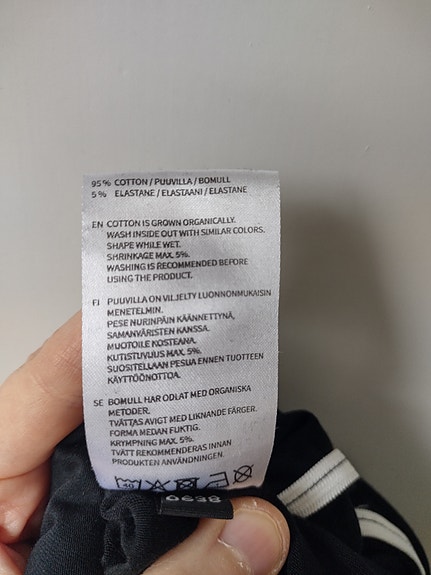 95% COTTON / PUUVILLA / BOMULL
5% ELASTANE / ELASTAANI / ELASTANE
EN COTTON IS GROWN ORGANICALLY.
WASH INSIDE OUT WITH SIMILAR COLORS.
SHAPE WHILE WET.
SHRINKAGE MAX. 5%.
WASHING IS RECOMMENDED BEFORE
USING THE PRODUCT.
FI PUUVILLA ON VILJELTY LUONNONMUKAISIN
MENETELMIN.
PESE NURINPÄIN KÄÄNNETTYNÄ,
SAMANVÄRISTEN KANSSA.
MUOTOILE KOSTEANA.
KUTISTUVUUS MAX. 5%.
SUOSITELLAAN PESUA ENNEN TUOTTEEN
KÄYTTÖÖNOTTOA.
SE BOMULL HAR ODLAT MED ORGANISKA
METODER.
TVÄTTAS AVIGT MED LIKNANDE FÄRGER.
FORMA MEDAN FUKTIG.
KRYMPNING MAX. 5%.
TVÄTT REKOMMENDERAS INNAN
PRODUKTEN ANVÄNDNINGEN.
40